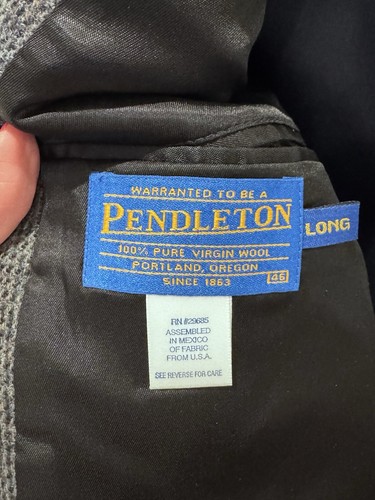 WARRANTED TO BE A
PENDLETON
LONG
100% PURE VIRGIN WOOL
PORTLAND, OREGON
SINCE 1863
46
RN #29685
ASSEMBLED
IN MEXICO
OF FABRIC
FROM U.S.A.
SEE REVERSE FOR CARE